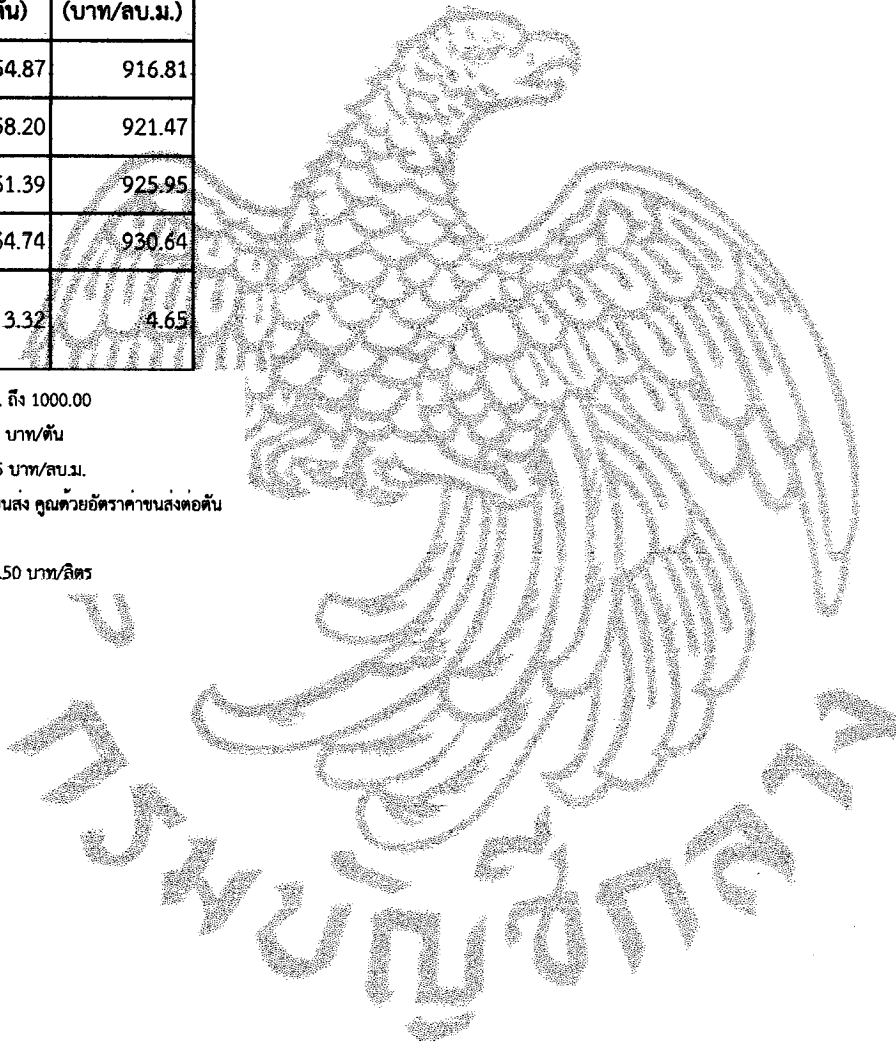 ตัน) (บาท/ลบ.ม.)
54.87 916.81
58.20 921.47
51.39 925.95
54.74 930.64
3.32 4.65
. ถึง 1000.00
บาท/ตัน
บาท/ลบ.ม.
นส่ง คูณด้วยอัตราค่าขนส่งต่อตัน
.50 บาท/ลิตร
กรมบัญชีกลาง